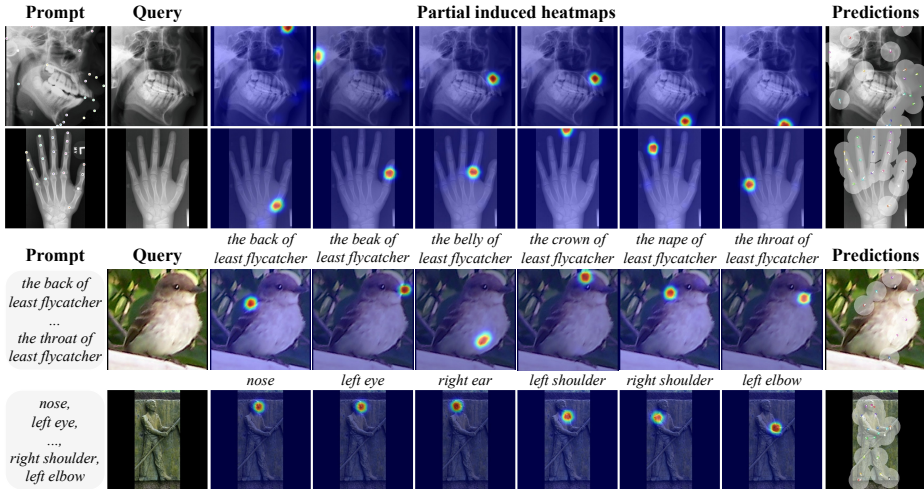 Prompt Query Partial induced heatmaps Predictions
the back of least flycatcher
the beak of least flycatcher
the belly of least flycatcher
the crown of least flycatcher
the nape of least flycatcher
the throat of least flycatcher
Prompt Query Predictions
the back of
least flycatcher
...
the throat of
least flycatcher
nose left eye right ear left shoulder right shoulder left elbow
nose,
left eye,
...,
right shoulder,
left elbow